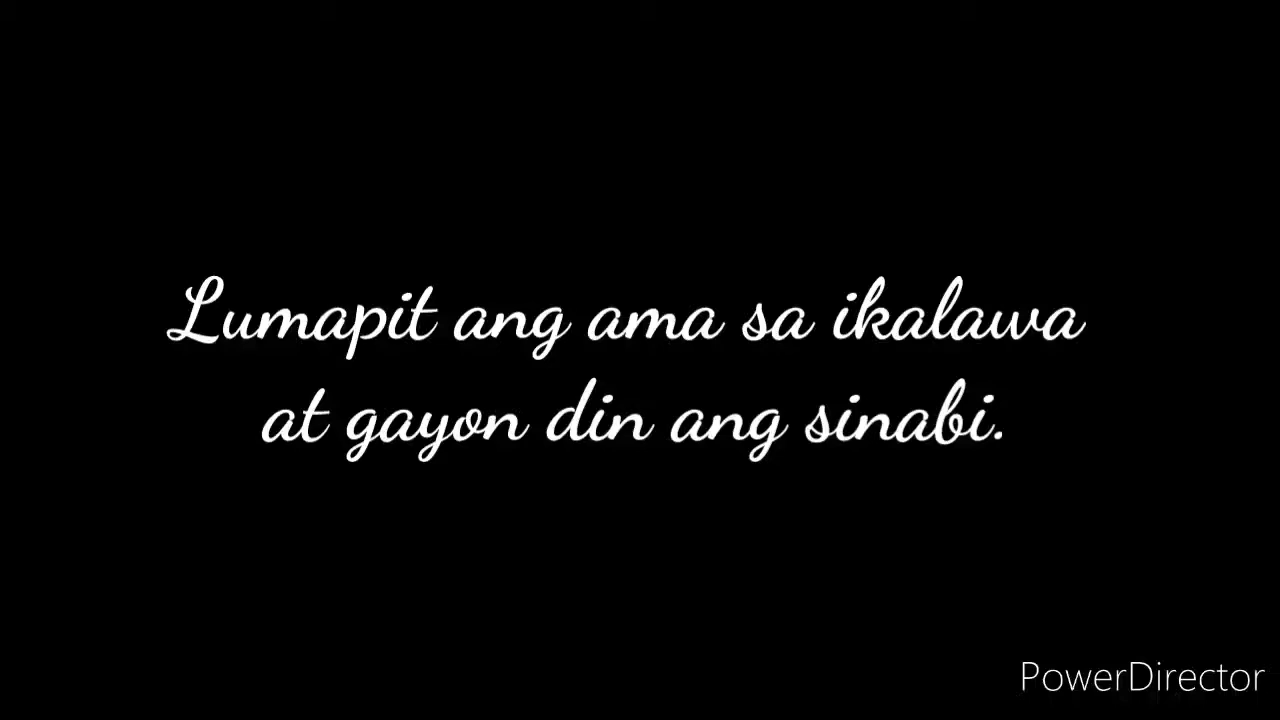 Lumapit ang ama sa ikalawa
at gayon din ang sinabi.
PowerDirector